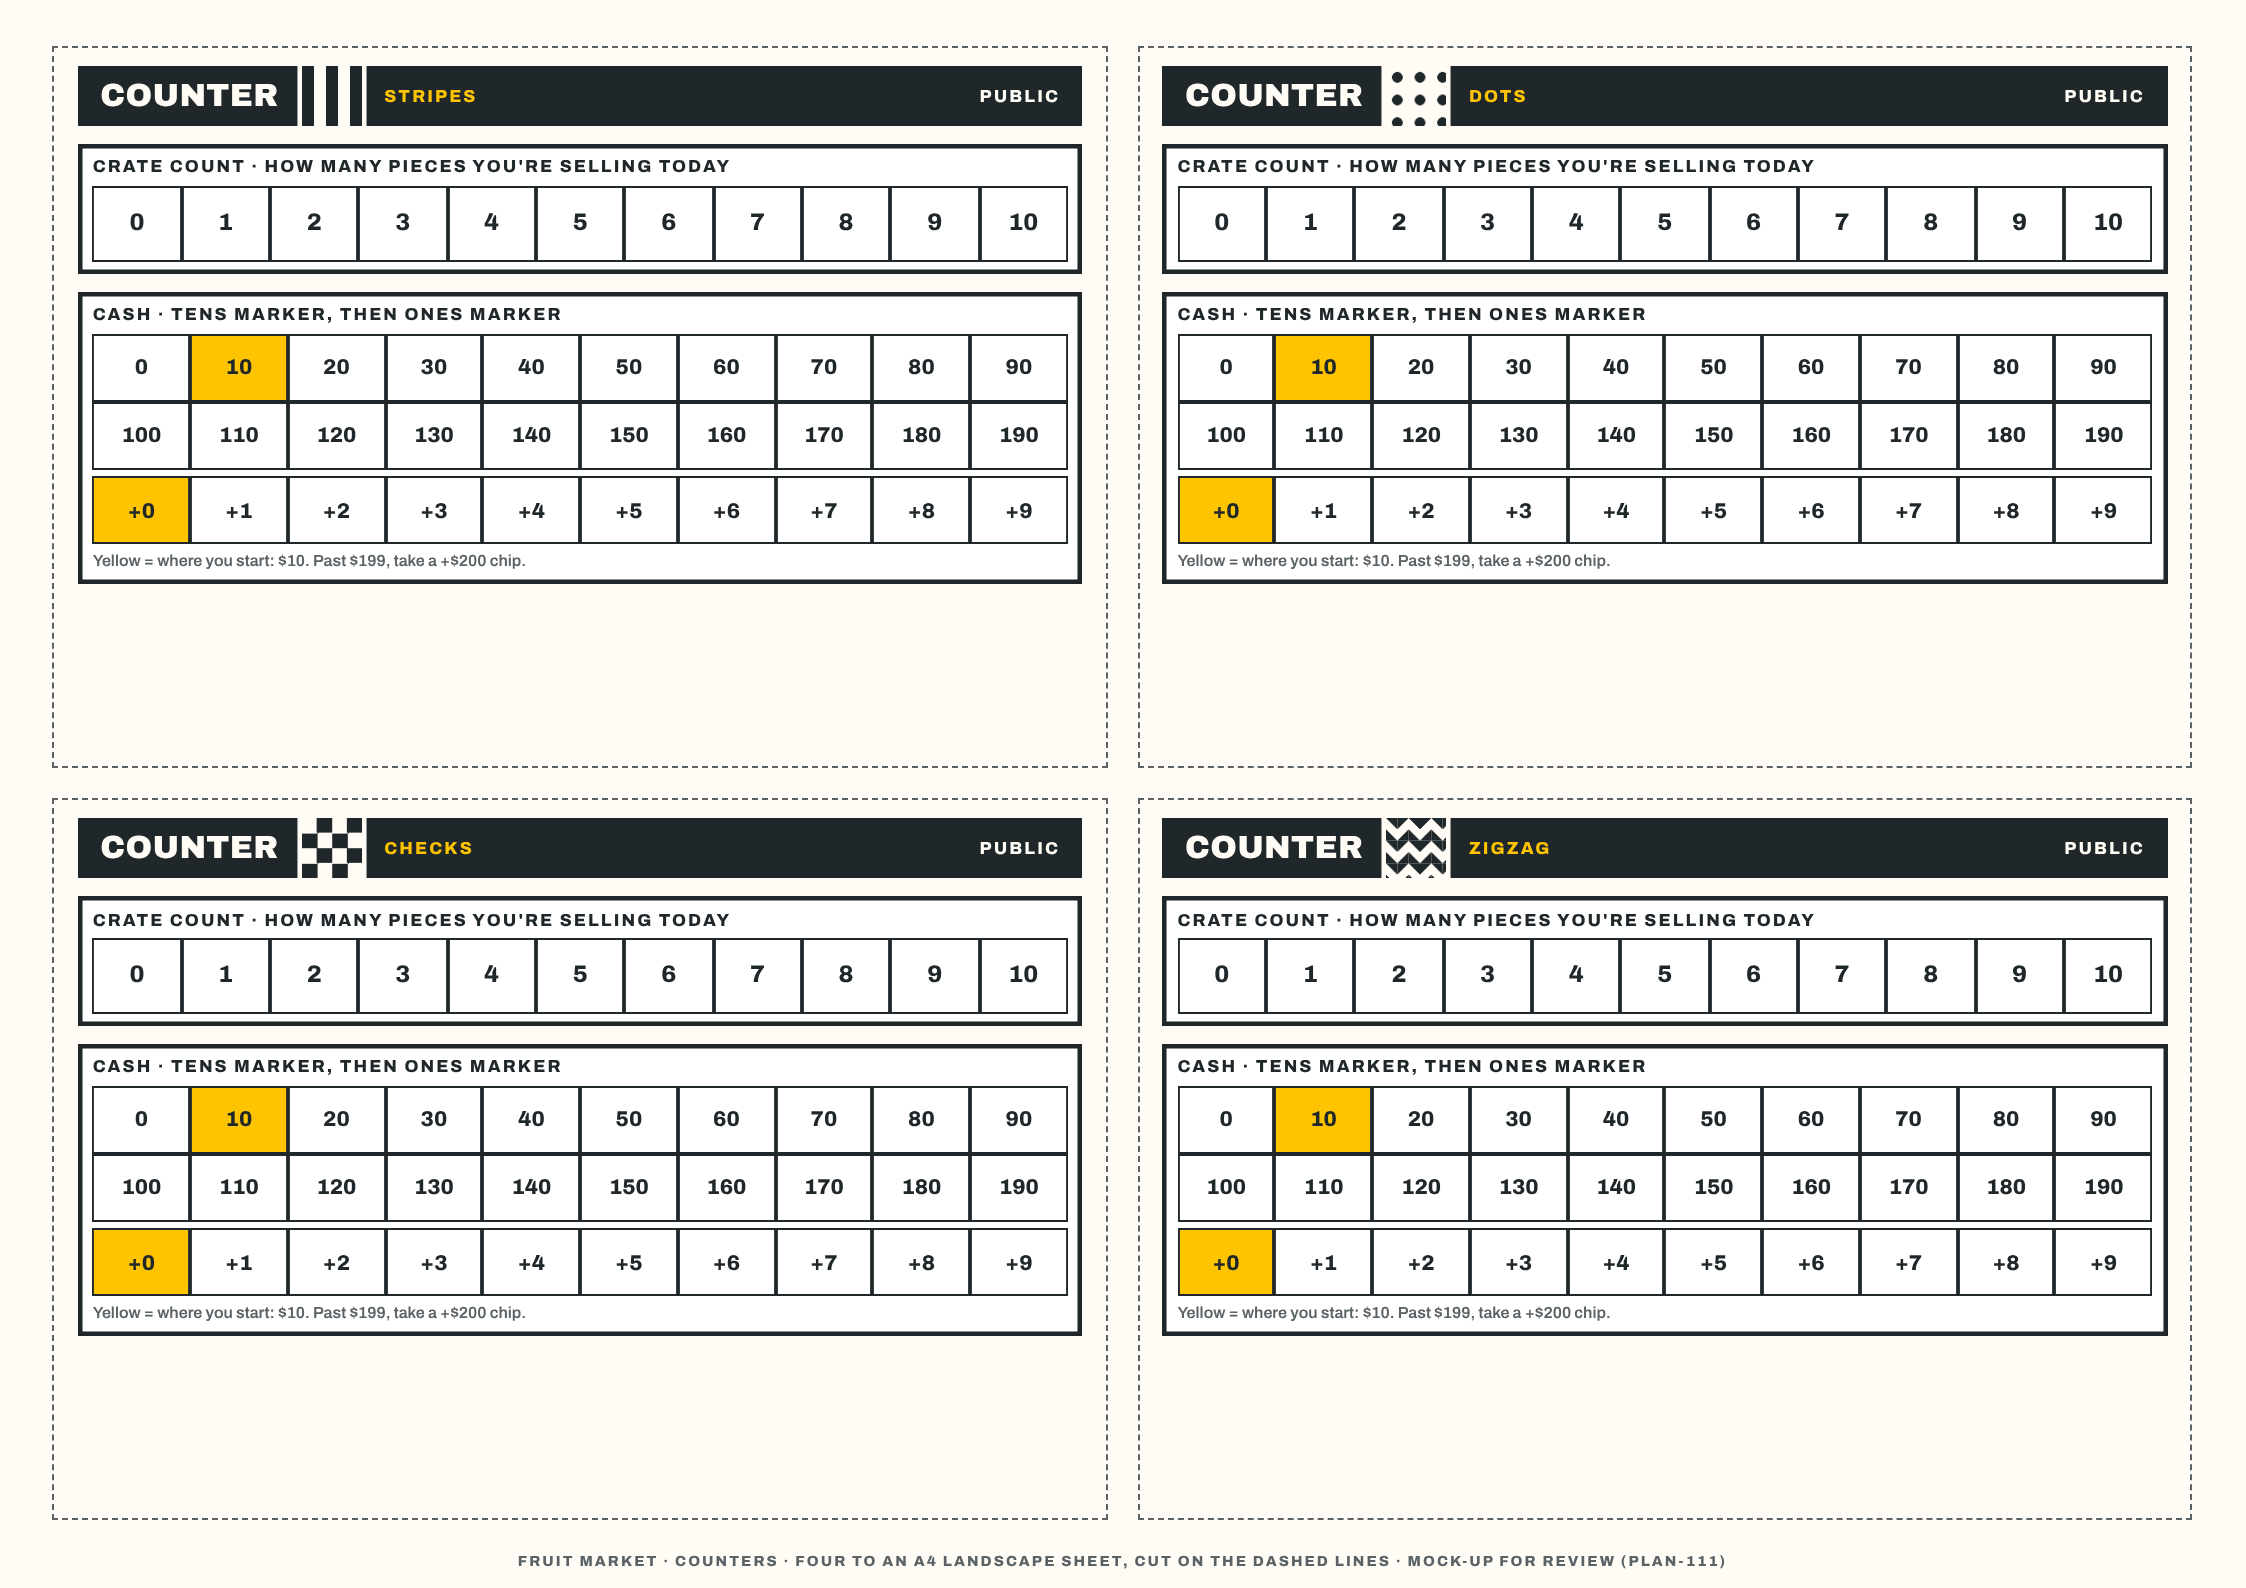 COUNTER STRIPES PUBLIC
CRATE COUNT · HOW MANY PIECES YOU'RE SELLING TODAY
0 1 2 3 4 5 6 7 8 9 10
CASH · TENS MARKER, THEN ONES MARKER
0 10 20 30 40 50 60 70 80 90
100 110 120 130 140 150 160 170 180 190
+0 +1 +2 +3 +4 +5 +6 +7 +8 +9
Yellow = where you start: $10. Past $199, take a +$200 chip.
COUNTER DOTS PUBLIC
CRATE COUNT · HOW MANY PIECES YOU'RE SELLING TODAY
0 1 2 3 4 5 6 7 8 9 10
CASH · TENS MARKER, THEN ONES MARKER
0 10 20 30 40 50 60 70 80 90
100 110 120 130 140 150 160 170 180 190
+0 +1 +2 +3 +4 +5 +6 +7 +8 +9
Yellow = where you start: $10. Past $199, take a +$200 chip.
COUNTER CHECKS PUBLIC
CRATE COUNT · HOW MANY PIECES YOU'RE SELLING TODAY
0 1 2 3 4 5 6 7 8 9 10
CASH · TENS MARKER, THEN ONES MARKER
0 10 20 30 40 50 60 70 80 90
100 110 120 130 140 150 160 170 180 190
+0 +1 +2 +3 +4 +5 +6 +7 +8 +9
Yellow = where you start: $10. Past $199, take a +$200 chip.
COUNTER ZIGZAG PUBLIC
CRATE COUNT · HOW MANY PIECES YOU'RE SELLING TODAY
0 1 2 3 4 5 6 7 8 9 10
CASH · TENS MARKER, THEN ONES MARKER
0 10 20 30 40 50 60 70 80 90
100 110 120 130 140 150 160 170 180 190
+0 +1 +2 +3 +4 +5 +6 +7 +8 +9
Yellow = where you start: $10. Past $199, take a +$200 chip.
FRUIT MARKET · COUNTERS · FOUR TO AN A4 LANDSCAPE SHEET, CUT ON THE DASHED LINES · MOCK-UP FOR REVIEW (PLAN-111)